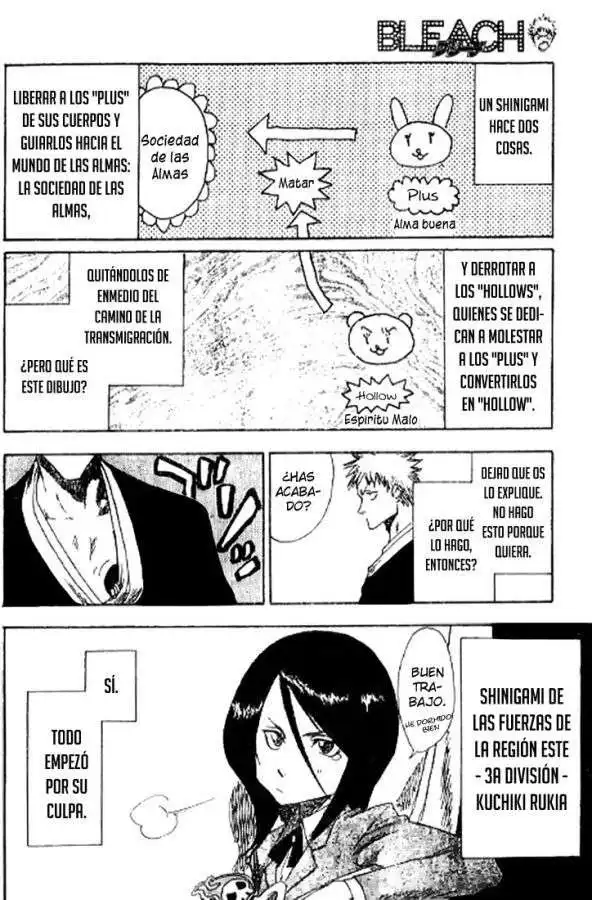 BLEACH
UN SHINIGAMI
HACE DOS
COSAS.
Plus
Alma buena
Matar
Sociedad
de las
Almas
LIBERAR A LOS "PLUS"
DE SUS CUERPOS Y
GUIARLOS HACIA EL
MUNDO DE LAS ALMAS:
LA SOCIEDAD DE LAS
ALMAS,
Y DERROTAR A
LOS "HOLLOWS",
QUIENES SE DEDI-
CAN A MOLESTAR
A LOS "PLUS" Y
CONVERTIRLOS
EN "HOLLOW".
Hollow
Espiritu Malo
QUITÁNDOLOS DE
ENMEDIO DEL
CAMINO DE LA
TRANSMIGRACIÓN.
¿PERO QUÉ ES
ESTE DIBUJO?
DEJAD QUE OS
LO EXPLIQUE.
NO HAGO
ESTO PORQUE
QUIERA.
¿POR QUÉ
LO HAGO,
ENTONCES?
¿HAS
ACABA-
DO?
SHINIGAMI DE
LAS FUERZAS DE
LA REGIÓN ESTE
- 3A DIVISIÓN -
KUCHIKI RUKIA
BUEN
TRA-
BAJO.
HE DORMIDO
BIEN
SÍ.
TODO
EMPEZÓ
POR SU
CULPA.